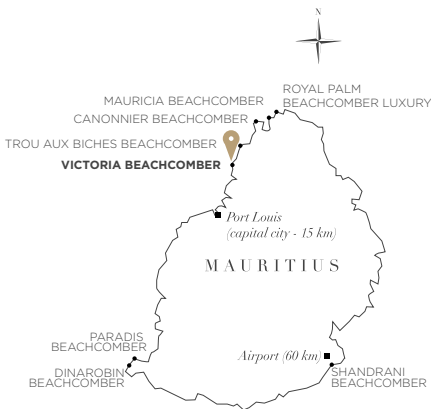 N
ROYAL PALM
BEACHCOMBER LUXURY
MAURICIA BEACHCOMBER
CANONNIER BEACHCOMBER
TROU AUX BICHES BEACHCOMBER
VICTORIA BEACHCOMBER
Port Louis
(capital city - 15 km)
MAURITIUS
PARADIS
BEACHCOMBER
Airport (60 km)
DINAROBIN
BEACHCOMBER
SHANDRANI
BEACHCOMBER